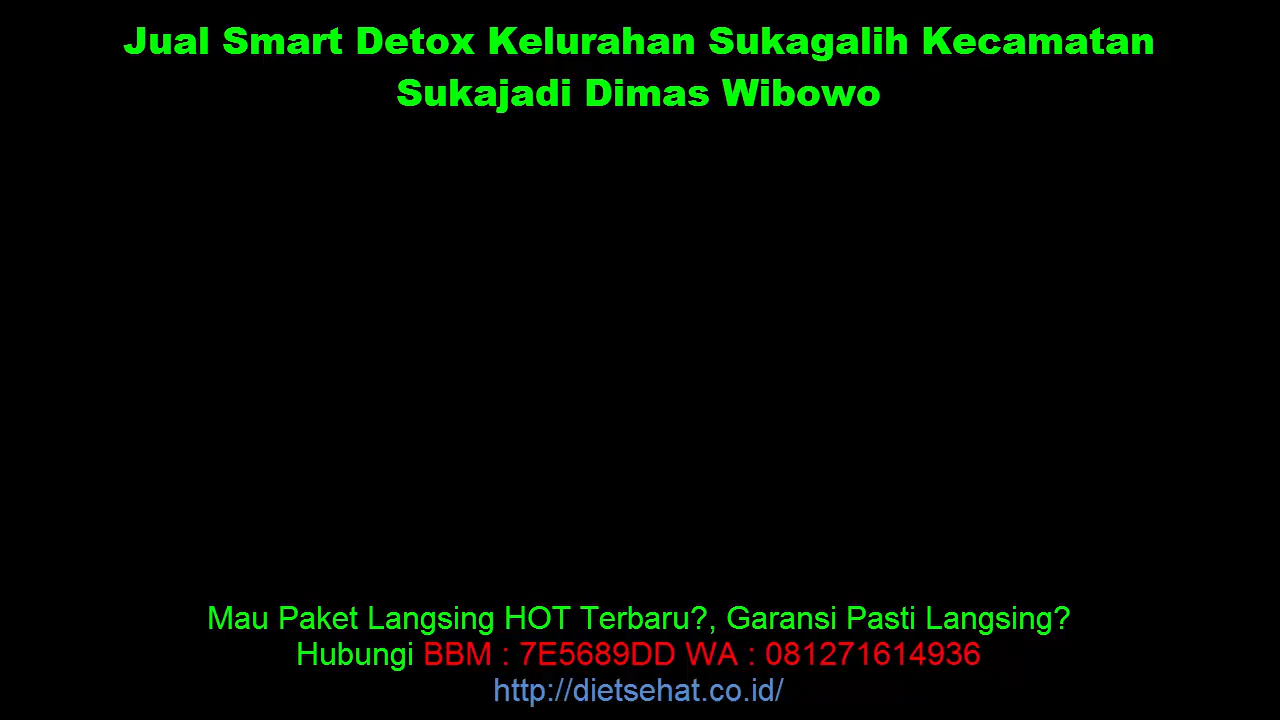 Jual Smart Detox Kelurahan Sukagalih Kecamatan
Sukajadi Dimas Wibowo
Mau Paket Langsing HOT Terbaru?, Garansi Pasti Langsing?
Hubungi BBM : 7E5689DD WA : 081271614936
http://dietsehat.co.id/